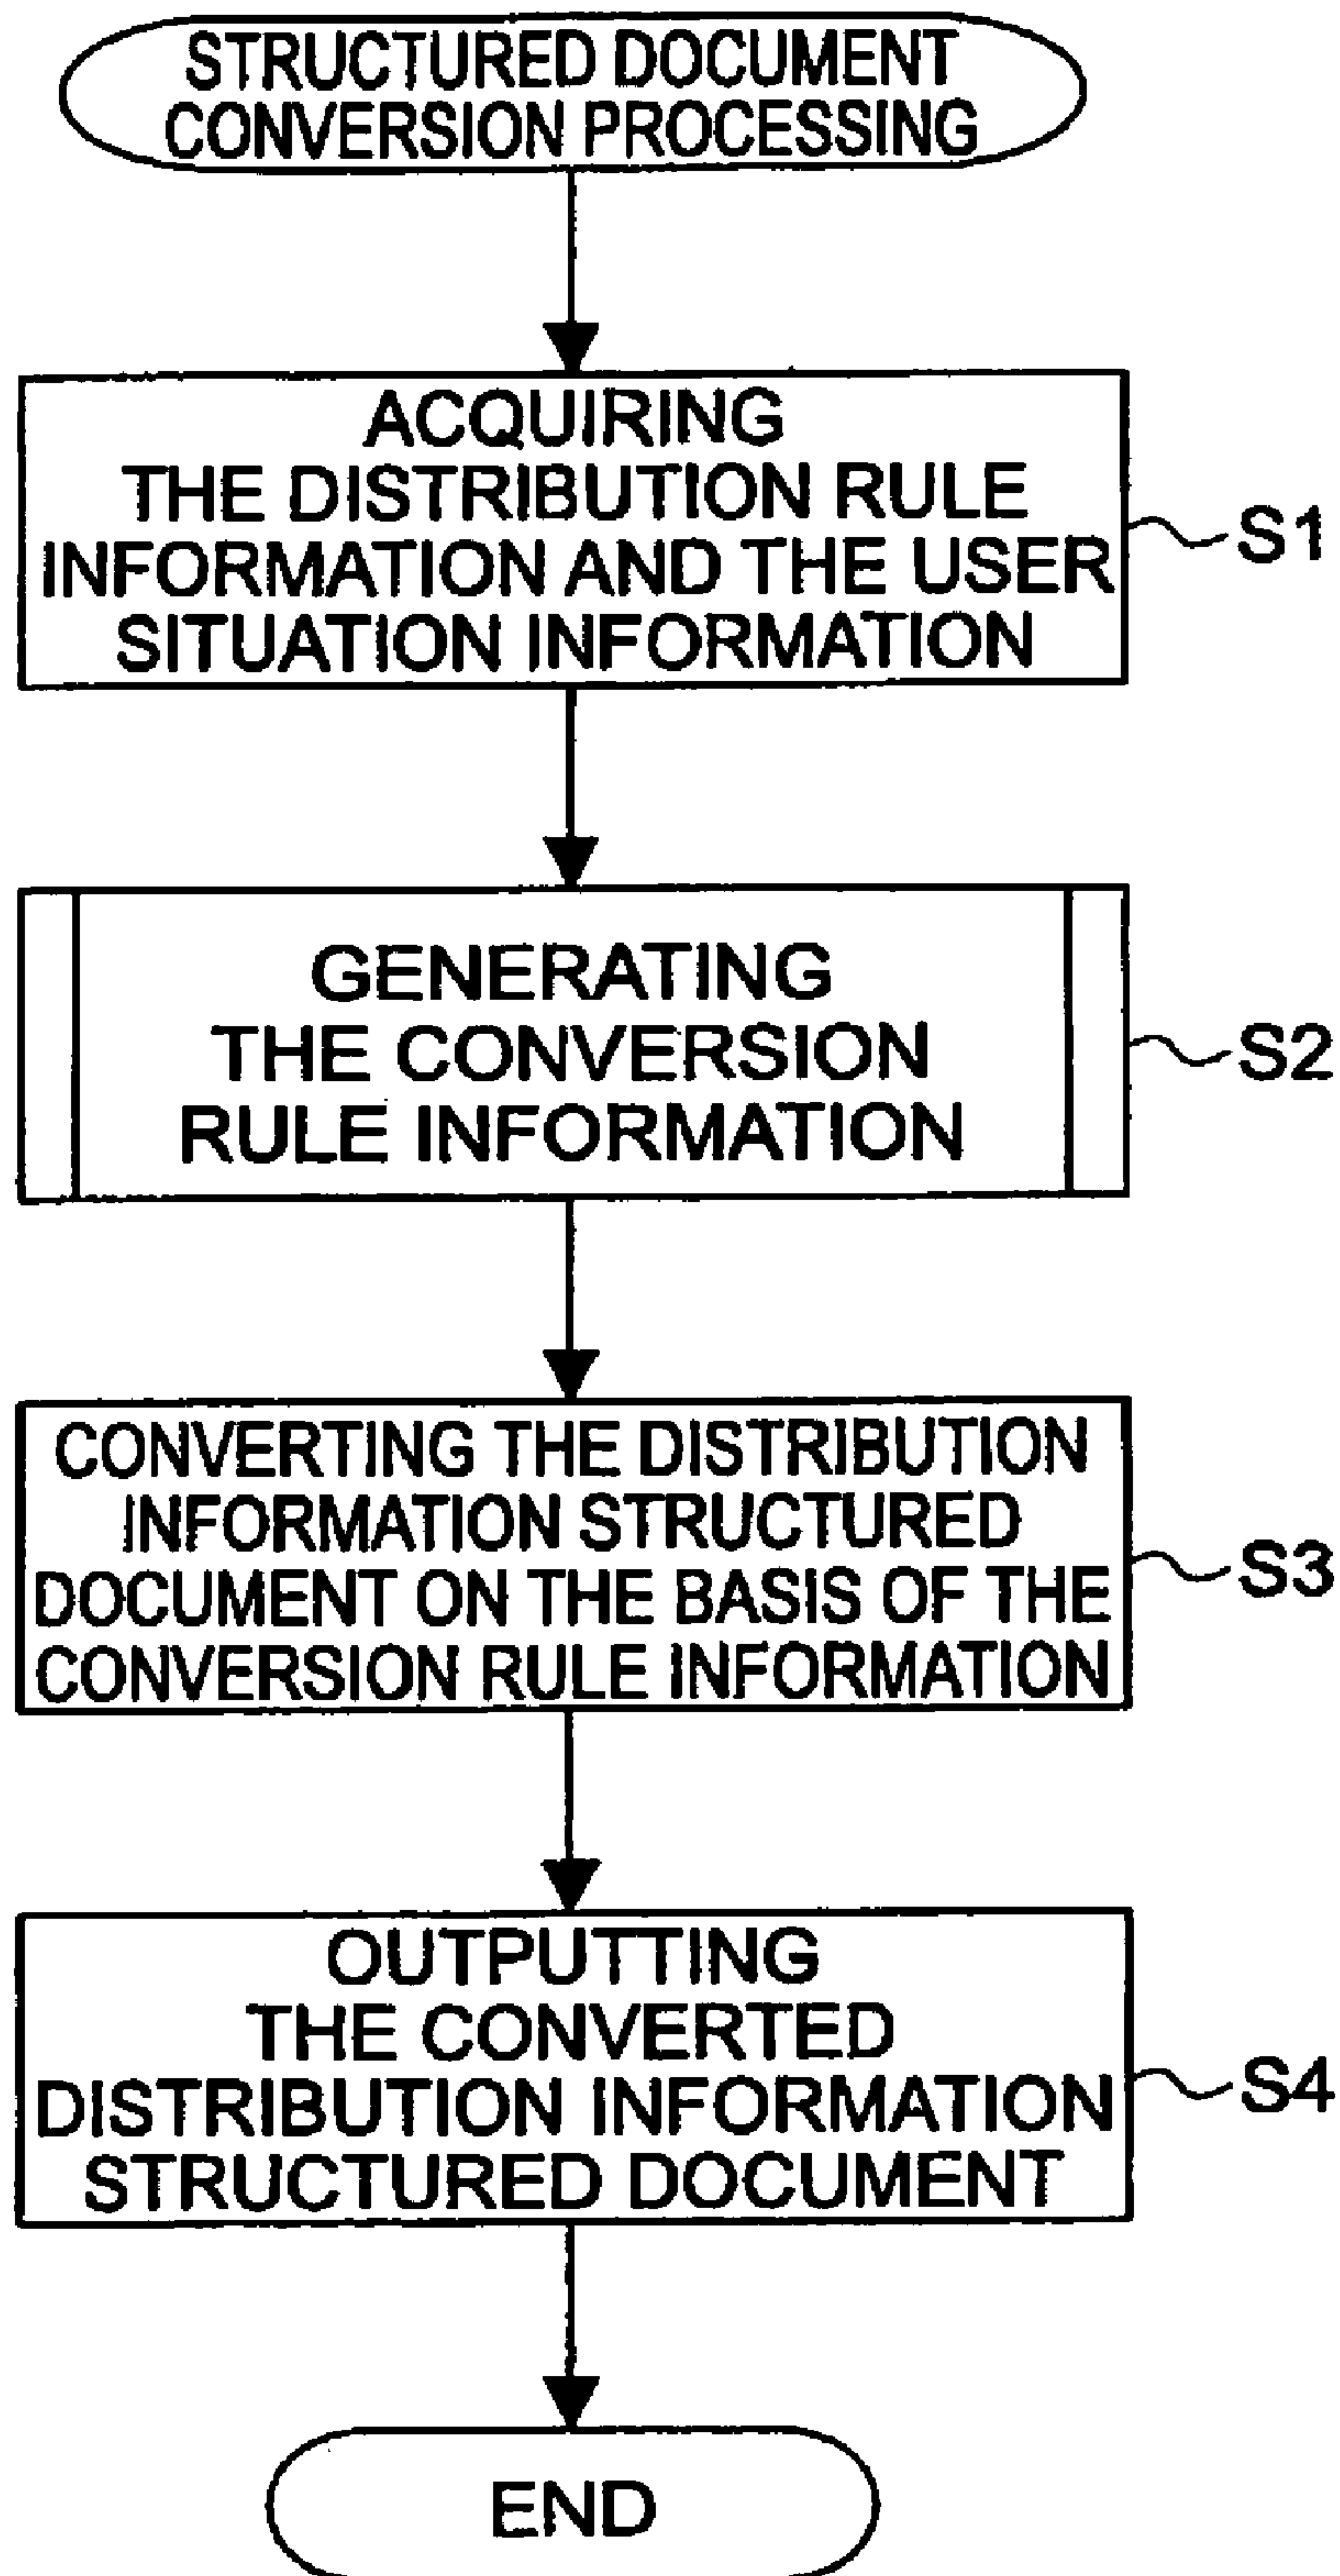 STRUCTURED DOCUMENT
CONVERSION PROCESSING
ACQUIRING
THE DISTRIBUTION RULE
INFORMATION AND THE USER
SITUATION INFORMATION
S1
GENERATING
THE CONVERSION
RULE INFORMATION
S2
CONVERTING THE DISTRIBUTION
INFORMATION STRUCTURED
DOCUMENT ON THE BASIS OF THE
CONVERSION RULE INFORMATION
S3
OUTPUTTING
THE CONVERTED
DISTRIBUTION INFORMATION
STRUCTURED DOCUMENT
S4
END